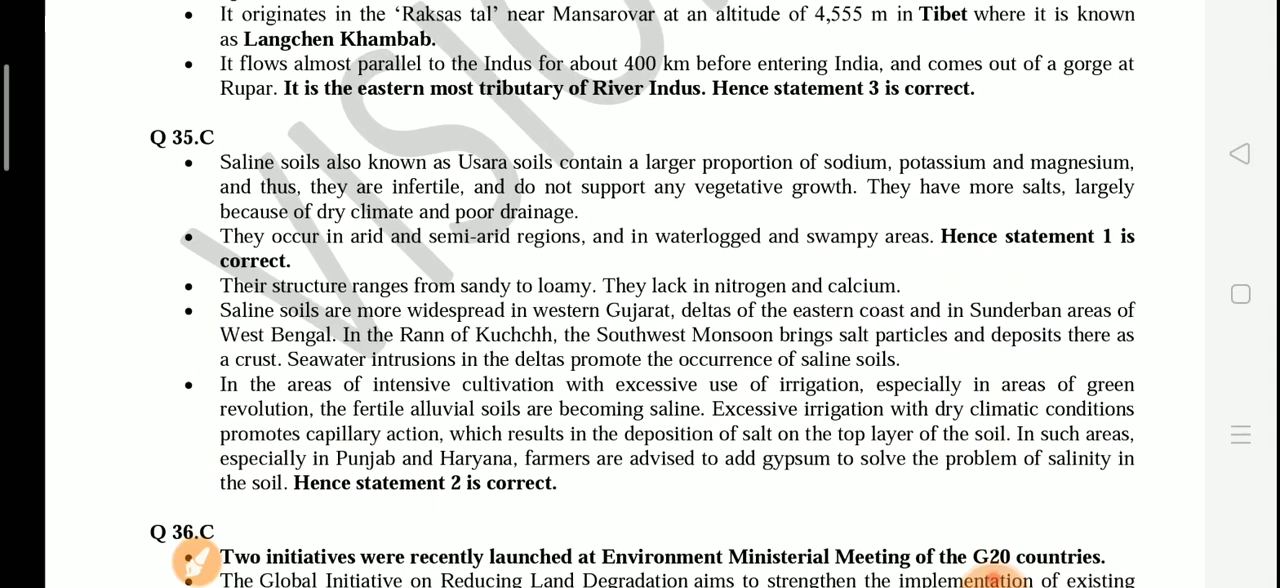 • It originates in the ‘Raksas tal’ near Mansarovar at an altitude of 4,555 m in Tibet where it is known
as Langchen Khambab.
• It flows almost parallel to the Indus for about 400 km before entering India, and comes out of a gorge at
Rupar. It is the eastern most tributary of River Indus. Hence statement 3 is correct.
Q 35.C
• Saline soils also known as Usara soils contain a larger proportion of sodium, potassium and magnesium,
and thus, they are infertile, and do not support any vegetative growth. They have more salts, largely
because of dry climate and poor drainage.
• They occur in arid and semi-arid regions, and in waterlogged and swampy areas. Hence statement 1 is
correct.
• Their structure ranges from sandy to loamy. They lack in nitrogen and calcium.
• Saline soils are more widespread in western Gujarat, deltas of the eastern coast and in Sunderban areas of
West Bengal. In the Rann of Kuchchh, the Southwest Monsoon brings salt particles and deposits there as
a crust. Seawater intrusions in the deltas promote the occurrence of saline soils.
• In the areas of intensive cultivation with excessive use of irrigation, especially in areas of green
revolution, the fertile alluvial soils are becoming saline. Excessive irrigation with dry climatic conditions
promotes capillary action, which results in the deposition of salt on the top layer of the soil. In such areas,
especially in Punjab and Haryana, farmers are advised to add gypsum to solve the problem of salinity in
the soil. Hence statement 2 is correct.
Q 36.C
• Two initiatives were recently launched at Environment Ministerial Meeting of the G20 countries.
• The Global Initiative on Reducing Land Degradation aims to strengthen the implementation of existing